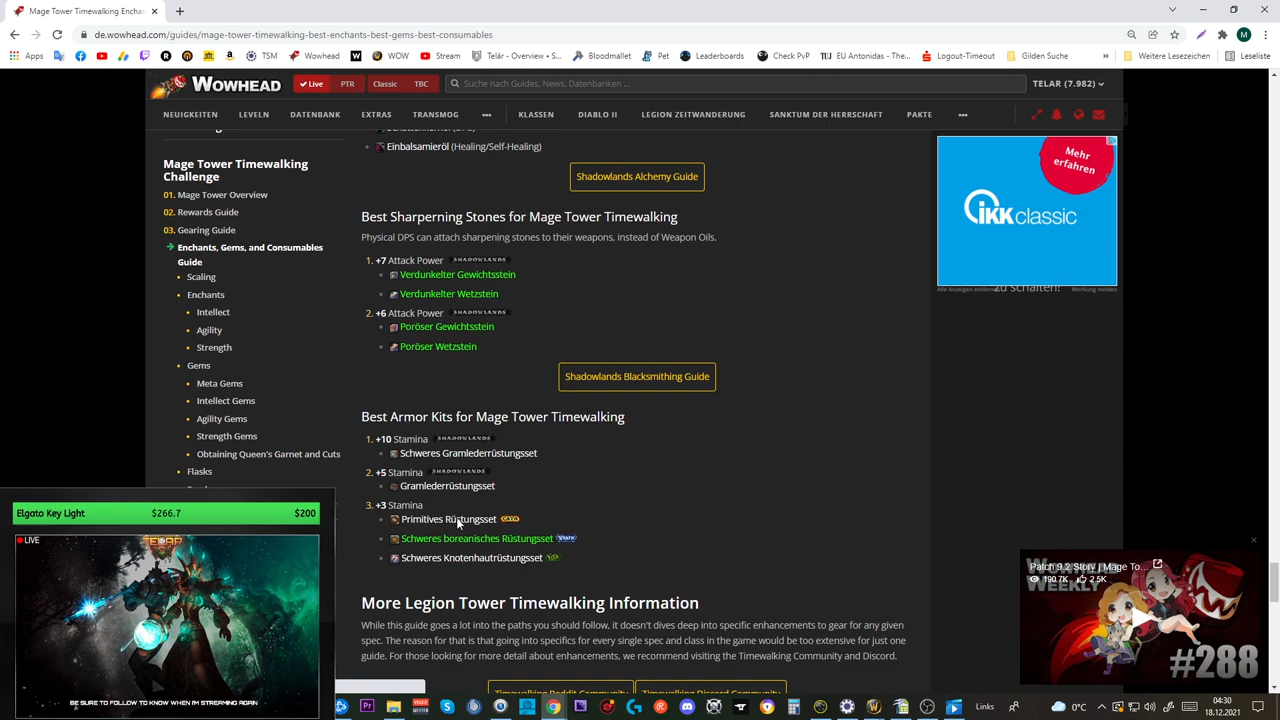 Mage Tower Timewalking Enchant
de.wowhead.com/guides/mage-tower-timewalking-best-enchants-best-gems-best-consumables
Apps
TSM
Wowhead
WOW
Stream
Telár - Overview - S...
Bloodmallet
Pet
Leaderboards
Check PvP
EU Antonidas - The...
Logout-Timeout
Gilden Suche
»
Weitere Lesezeichen
Leseliste
WOWHEAD
Live
PTR
Classic
TBC
Suche nach Guides, News, Datenbanken ...
TELAR (7.982)
NEUIGKEITEN
LEVELN
DATENBANK
EXTRAS
TRANSMOG
•••
KLASSEN
DIABLO II
LEGION ZEITWANDERUNG
SANKTUM DER HERRSCHAFT
PAKTE
•••
Mage Tower Timewalking
Challenge
01. Mage Tower Overview
02. Rewards Guide
03. Gearing Guide
Enchants, Gems, and Consumables
Guide
Scaling
Enchants
Intellect
Agility
Strength
Gems
Meta Gems
Intellect Gems
Agility Gems
Strength Gems
Obtaining Queen's Garnet and Cuts
Flasks
Einbalsamieröl (Healing/Self-Healing)
Shadowlands Alchemy Guide
Best Sharperning Stones for Mage Tower Timewalking
Physical DPS can attach sharpening stones to their weapons, instead of Weapon Oils.
1. +7 Attack Power SHADOWLANDS
Verdunkelter Gewichtsstein
Verdunkelter Wetzstein
2. +6 Attack Power SHADOWLANDS
Poröser Gewichtsstein
Poröser Wetzstein
Shadowlands Blacksmithing Guide
Best Armor Kits for Mage Tower Timewalking
1. +10 Stamina SHADOWLANDS
Schweres Gramlederrüstungsset
2. +5 Stamina SHADOWLANDS
Gramlederrüstungsset
3. +3 Stamina
Primitives Rüstungsset
Schweres boreanisches Rüstungsset
Schweres Knotenhautrüstungsset
More Legion Tower Timewalking Information
While this guide goes a lot into the paths you should follow, it doesn't dives deep into specific enhancements to gear for any given
spec. The reason for that is that going into specifics for every single spec and class in the game would be too extensive for just one
guide. For those looking for more detail about enhancements, we recommend visiting the Timewalking Community and Discord.
Timewalking Reddit Community
Timewalking Discord Community
Mehr
erfahren
iKK classic
zu schalten!
Werbung melden
WOWHEAD
WEEKLY
Patch 9.2 Story | Mage To...
190.7K
2.5K
#288
Elgato Key Light
$266.7
$200
LIVE
TELAR
BE SURE TO FOLLOW TO KNOW WHEN I'M STREAMING AGAIN
Links
0°C
04:30
18.12.2021